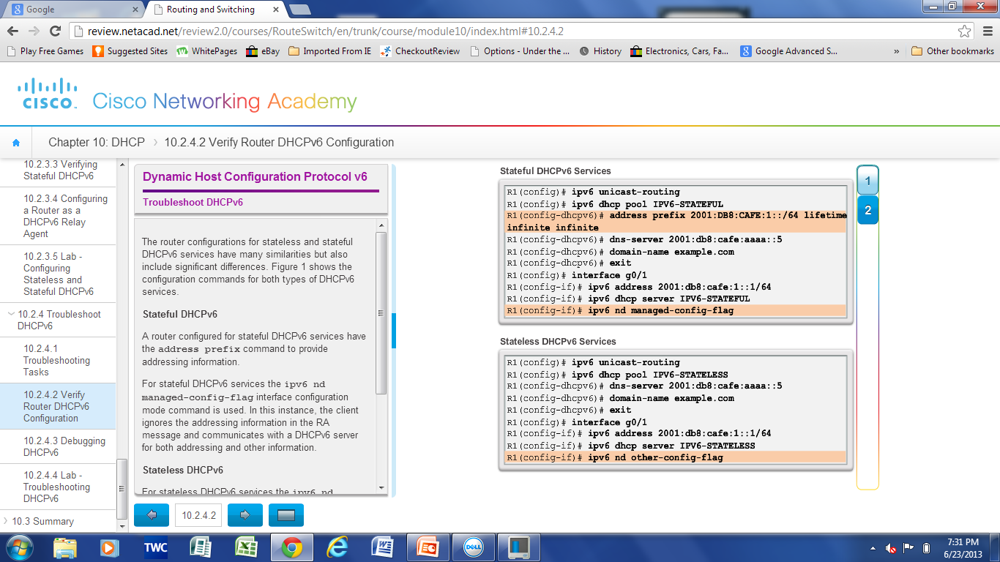 Google
Routing and Switching
review.netacad.net/review2.0/courses/RouteSwitch/en/trunk/course/module10/index.html#10.2.4.2
Play Free Games
Suggested Sites
WhitePages
eBay
Imported From IE
CheckoutReview
Options - Under the ...
History
Electronics, Cars, Fa...
Google Advanced S...
»
Other bookmarks
CISCO
Cisco Networking Academy
Chapter 10: DHCP
10.2.4.2 Verify Router DHCPv6 Configuration
10.2.3.3 Verifying
Stateful DHCPv6
10.2.3.4 Configuring
a Router as a
DHCPv6 Relay
Agent
10.2.3.5 Lab -
Configuring
Stateless and
Stateful DHCPv6
10.2.4 Troubleshoot
DHCPv6
10.2.4.1
Troubleshooting
Tasks
10.2.4.2 Verify
Router DHCPv6
Configuration
10.2.4.3 Debugging
DHCPv6
10.2.4.4 Lab -
Troubleshooting
DHCPv6
10.3 Summary
Dynamic Host Configuration Protocol v6
Troubleshoot DHCPv6
The router configurations for stateless and stateful
DHCPv6 services have many similarities but also
include significant differences. Figure 1 shows the
configuration commands for both types of DHCPv6
services.
Stateful DHCPv6
A router configured for stateful DHCPv6 services have
the address prefix command to provide
addressing information.
For stateful DHCPv6 services the ipv6 nd
managed-config-flag interface configuration
mode command is used. In this instance, the client
ignores the addressing information in the RA
message and communicates with a DHCPv6 server
for both addressing and other information.
Stateless DHCPv6
For stateless DHCPv6 services the ipv6 nd
10.2.4.2
Stateful DHCPv6 Services
R1(config)# ipv6 unicast-routing
R1(config)# ipv6 dhcp pool IPV6-STATEFUL
R1(config-dhcpv6)# address prefix 2001:DB8:CAFE:1::/64 lifetime
infinite infinite
R1(config-dhcpv6)# dns-server 2001:db8:cafe:aaaa::5
R1(config-dhcpv6)# domain-name example.com
R1(config-dhcpv6)# exit
R1(config)# interface g0/1
R1(config-if)# ipv6 address 2001:db8:cafe:1::1/64
R1(config-if)# ipv6 dhcp server IPV6-STATEFUL
R1(config-if)# ipv6 nd managed-config-flag
Stateless DHCPv6 Services
R1(config)# ipv6 unicast-routing
R1(config)# ipv6 dhcp pool IPV6-STATELESS
R1(config-dhcpv6)# dns-server 2001:db8:cafe:aaaa::5
R1(config-dhcpv6)# domain-name example.com
R1(config-dhcpv6)# exit
R1(config)# interface g0/1
R1(config-if)# ipv6 address 2001:db8:cafe:1::1/64
R1(config-if)# ipv6 dhcp server IPV6-STATELESS
R1(config-if)# ipv6 nd other-config-flag
1
2
TWC
DELL
7:31 PM
6/23/2013